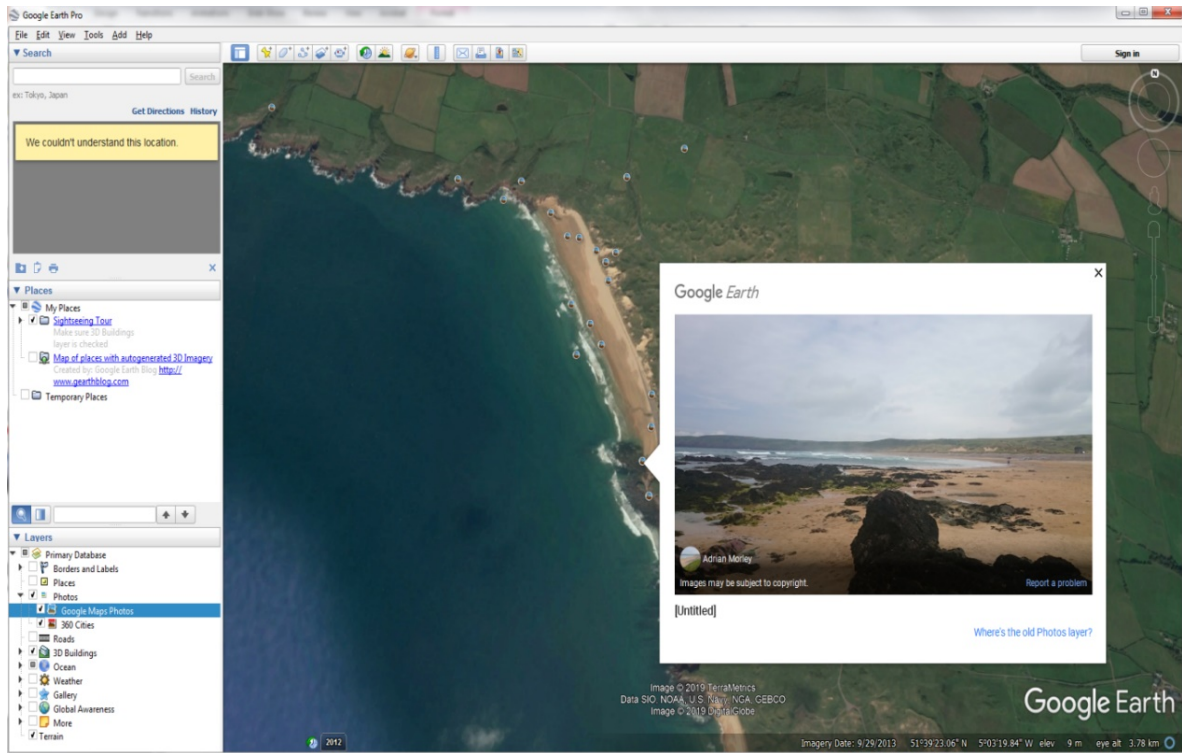 Google Earth Pro
File Edit View Tools Add Help
Search
Search
ex: Tokyo, Japan
Get Directions History
We couldn't understand this location.
Places
My Places
Sightseeing Tour
Make sure 3D Buildings
layer is checked
Map of places with autogenerated 3D Imagery
Created by: Google Earth Blog http://
www.gearthblog.com
Temporary Places
Layers
Primary Database
Borders and Labels
Places
Photos
Google Maps Photos
360 Cities
Roads
3D Buildings
Ocean
Weather
Gallery
Global Awareness
More
Terrain
Sign in
N
Google Earth
Adrian Morley
Images may be subject to copyright.
Report a problem
[Untitled]
Where's the old Photos layer?
Image © 2019 TerraMetrics
Data SIO, NOAA, U.S. Navy, NGA, GEBCO
Image © 2019 DigitalGlobe
Google Earth
2012
Imagery Date: 9/29/2013 51°39'23.06" N 5°03'19.84" W elev 9 m eye alt 3.78 km